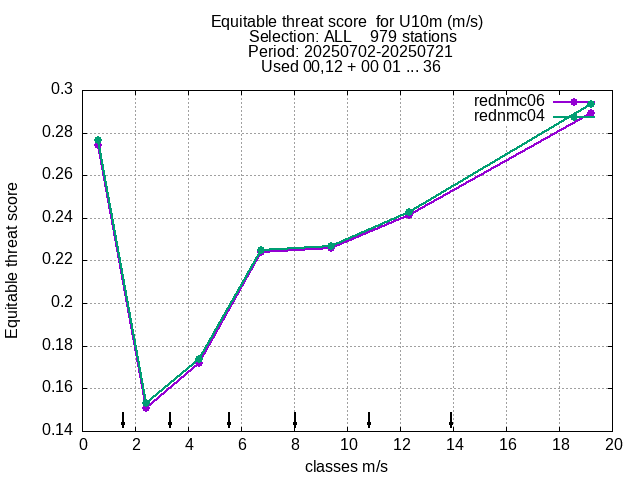 Equitable threat score  for U10m (m/s)
Selection: ALL    979 stations
Period: 20250702-20250721
Used 00,12 + 00 01 ... 36
rednmc06
rednmc04
0.3
0.28
0.26
0.24
0.22
0.2
0.18
0.16
0.14
Equitable threat score
0 2 4 6 8 10 12 14 16 18 20
classes m/s